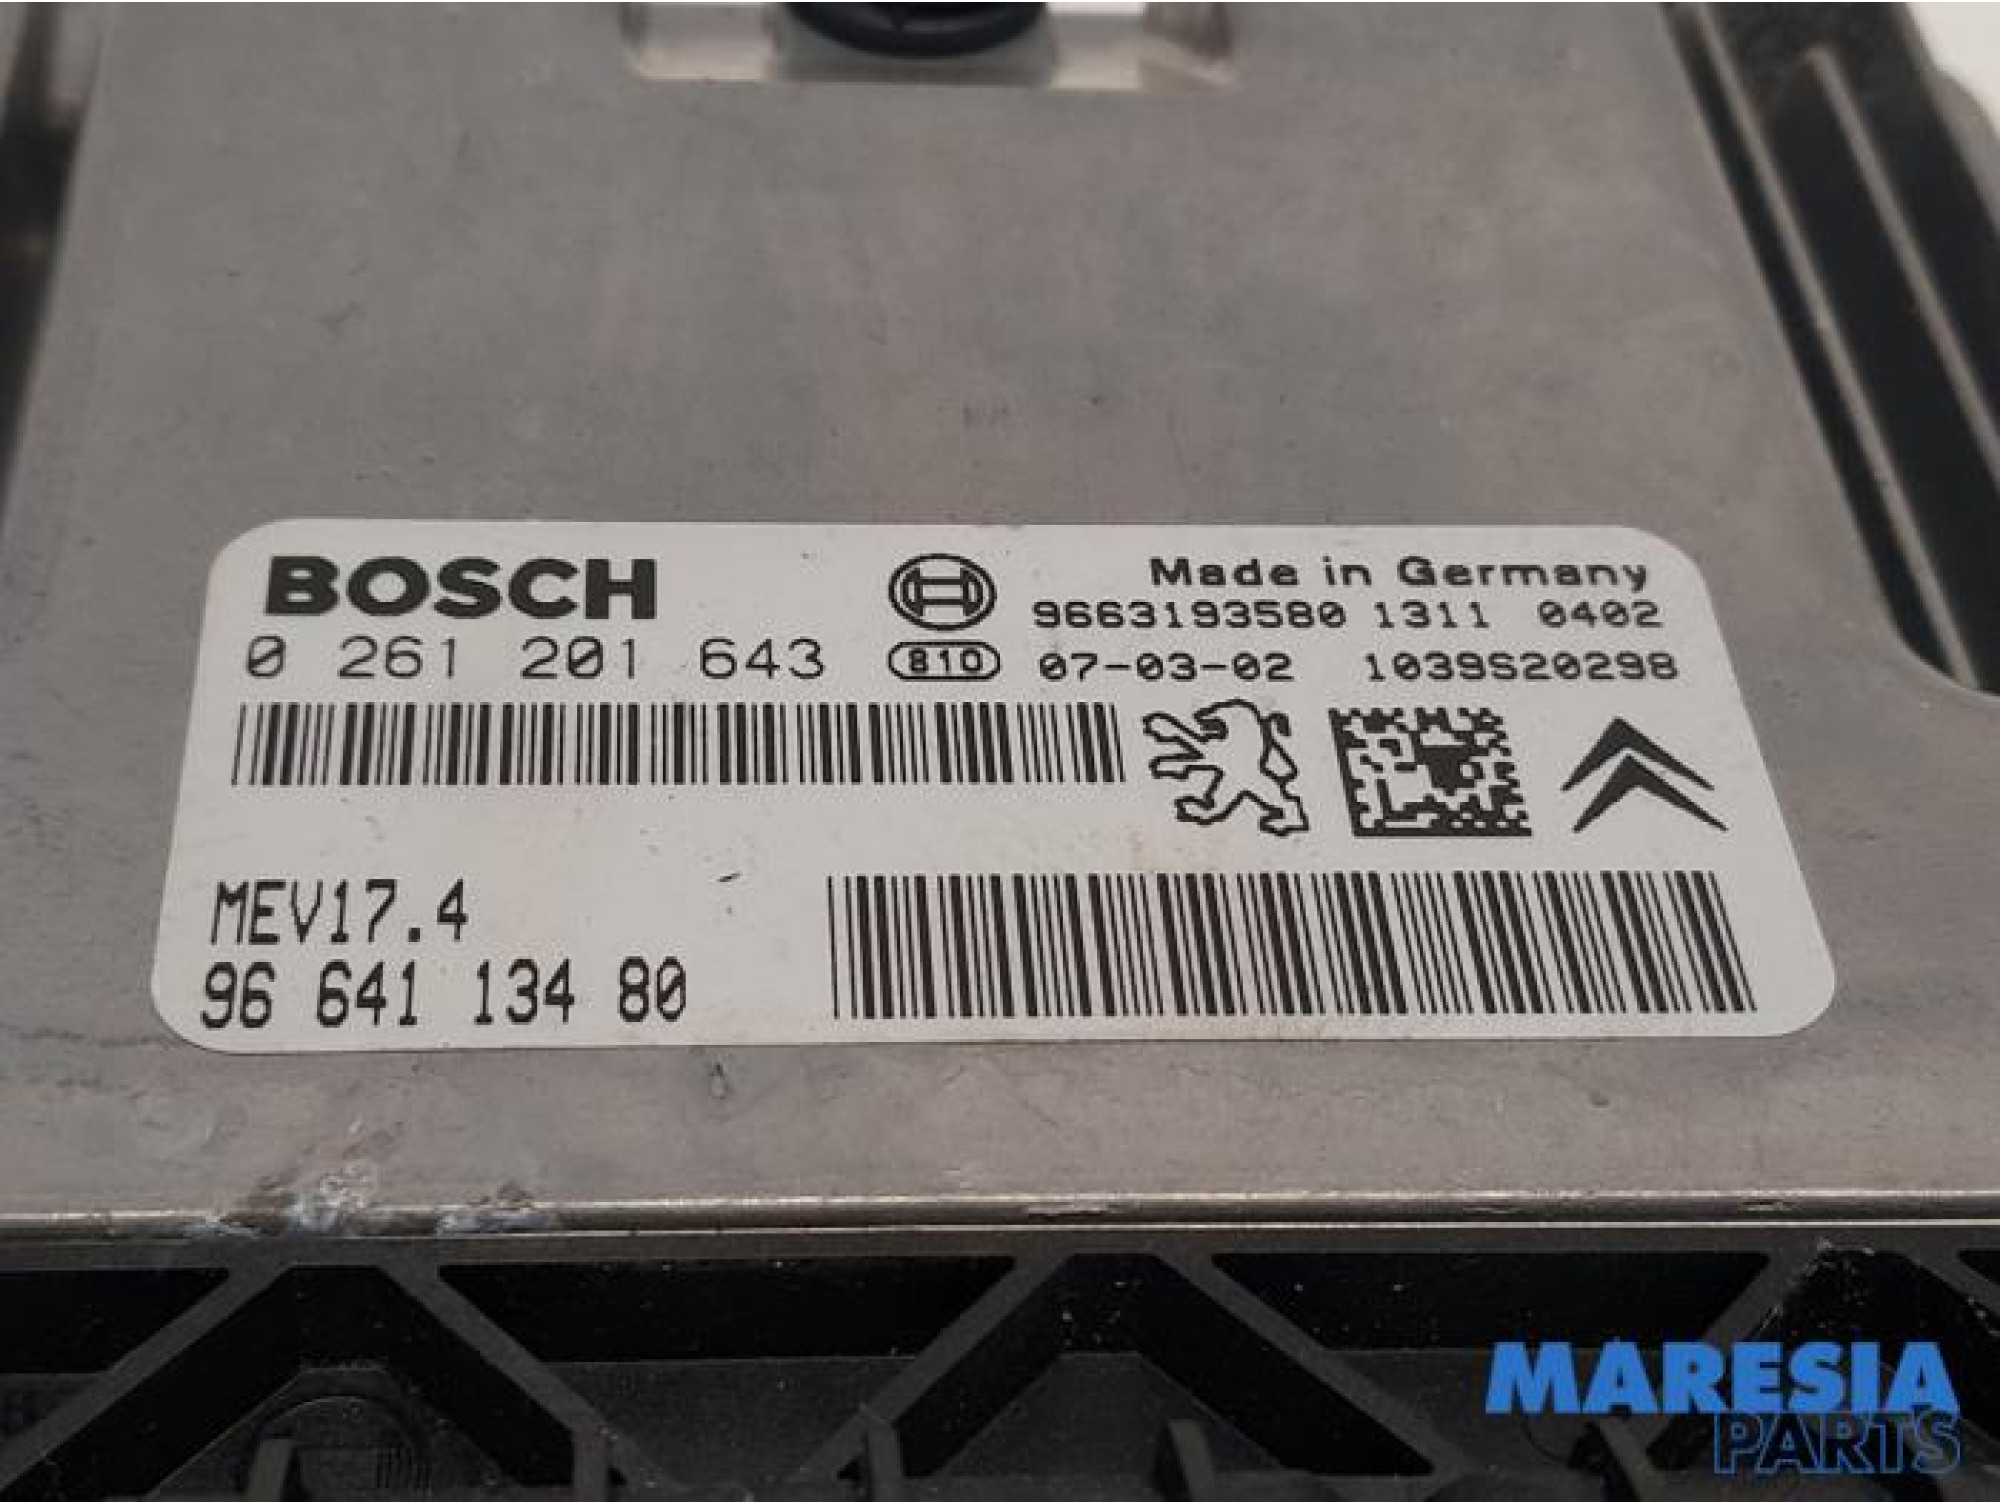 BOSCH
Made in Germany
9663193580 1311 0402
0 261 201 643
810
07-03-02 1039S20298
MEV17.4
96 641 134 80
MARESIA
PARTS